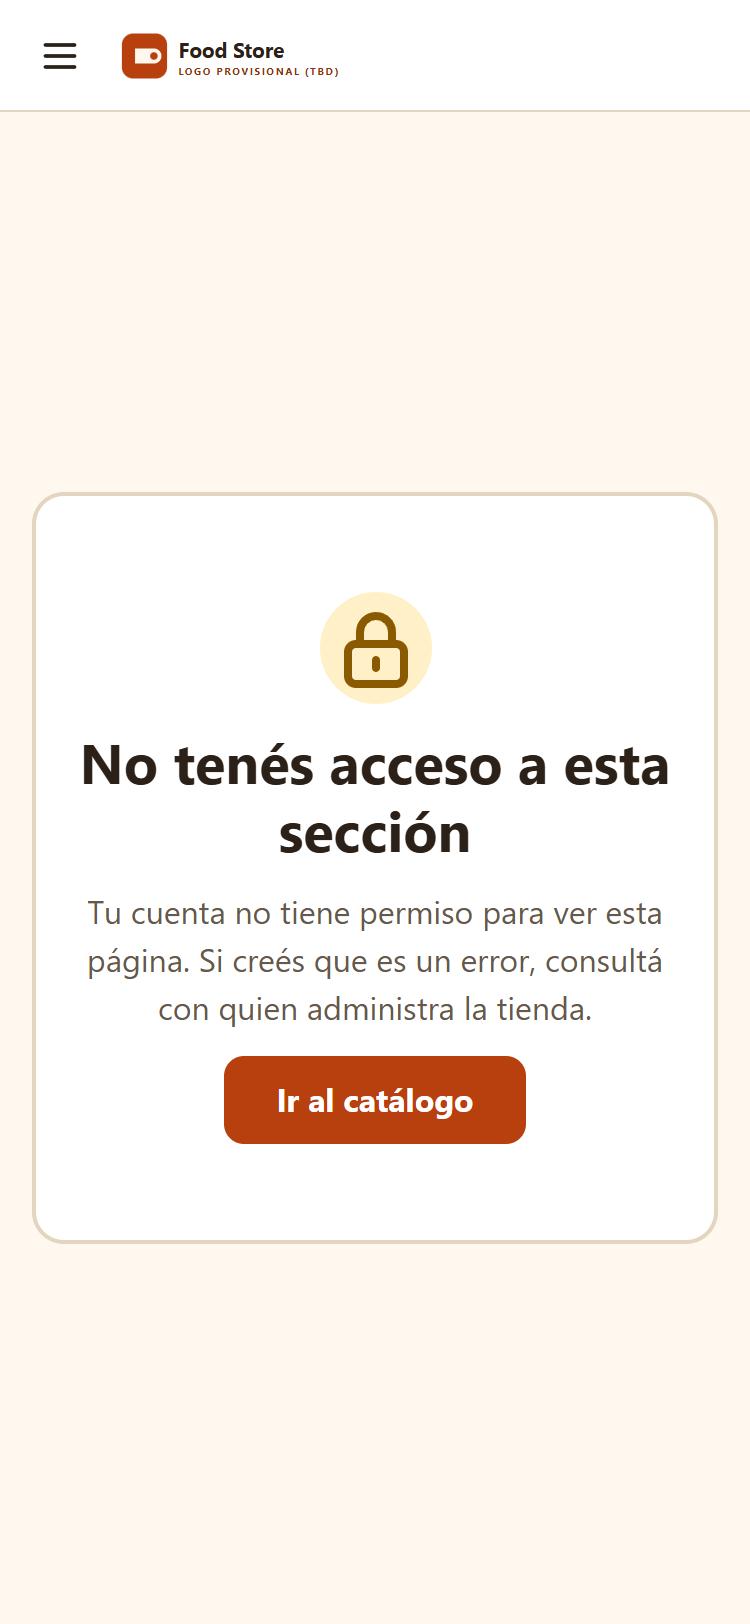 Food Store
LOGO PROVISIONAL (TBD)
No tenés acceso a esta
sección
Tu cuenta no tiene permiso para ver esta
página. Si creés que es un error, consultá
con quien administra la tienda.
Ir al catálogo